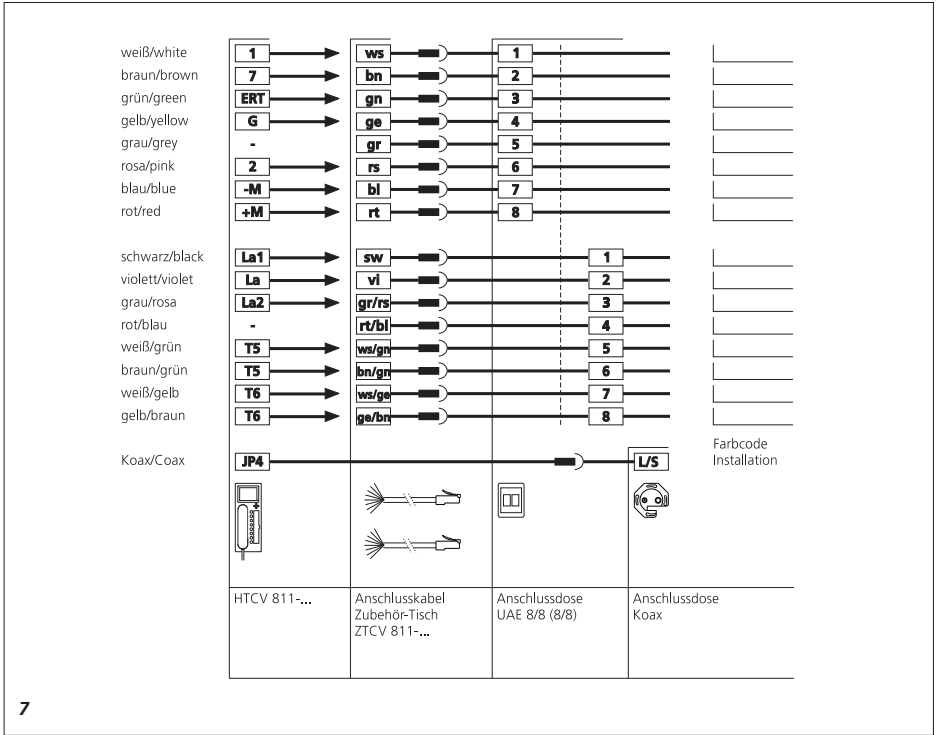 weiß/white 1 ws 1
braun/brown 7 bn 2
grün/green ERT gn 3
gelb/yellow G ge 4
grau/grey - gr 5
rosa/pink 2 rs 6
blau/blue -M bl 7
rot/red +M rt 8
schwarz/black La1 sw 1
violett/violet La vi 2
grau/rosa La2 gr/rs 3
rot/blau - rt/bl 4
weiß/grün T5 ws/gn 5
braun/grün T5 bn/gn 6
weiß/gelb T6 ws/ge 7
gelb/braun T6 ge/bn 8
Farbcode
Koax/Coax JP4 L/S Installation
HTCV 811-... Anschlusskabel Anschlussdose Anschlussdose
Zubehör-Tisch UAE 8/8 (8/8) Koax
ZTCV 811-...
7